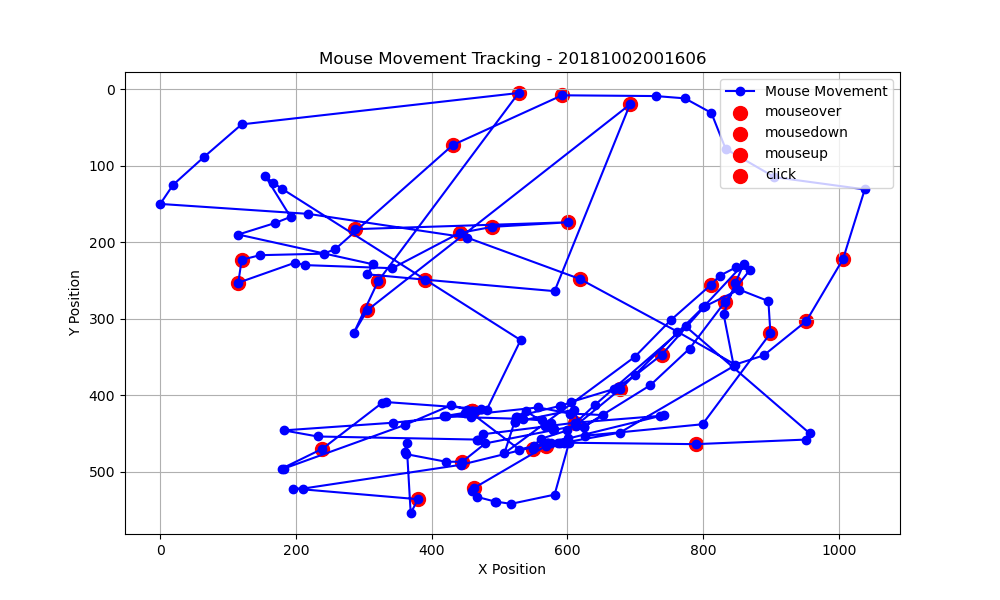 Mouse Movement Tracking - 20181002001606
Mouse Movement
mouseover
mousedown
mouseup
click
0
100
200
300
400
500
Y Position
0
200
400
600
800
1000
X Position